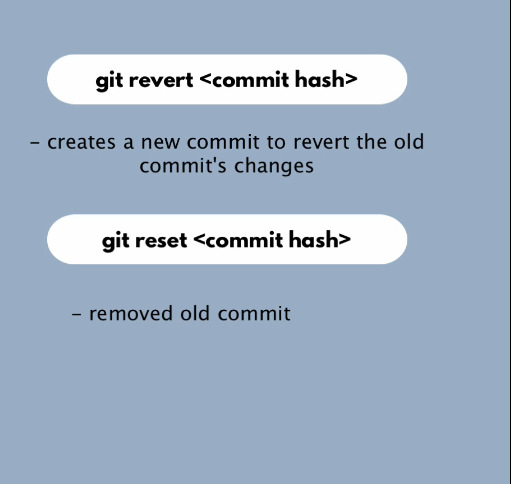 git revert <commit hash>
– creates a new commit to revert the old
commit's changes
git reset <commit hash>
– removed old commit